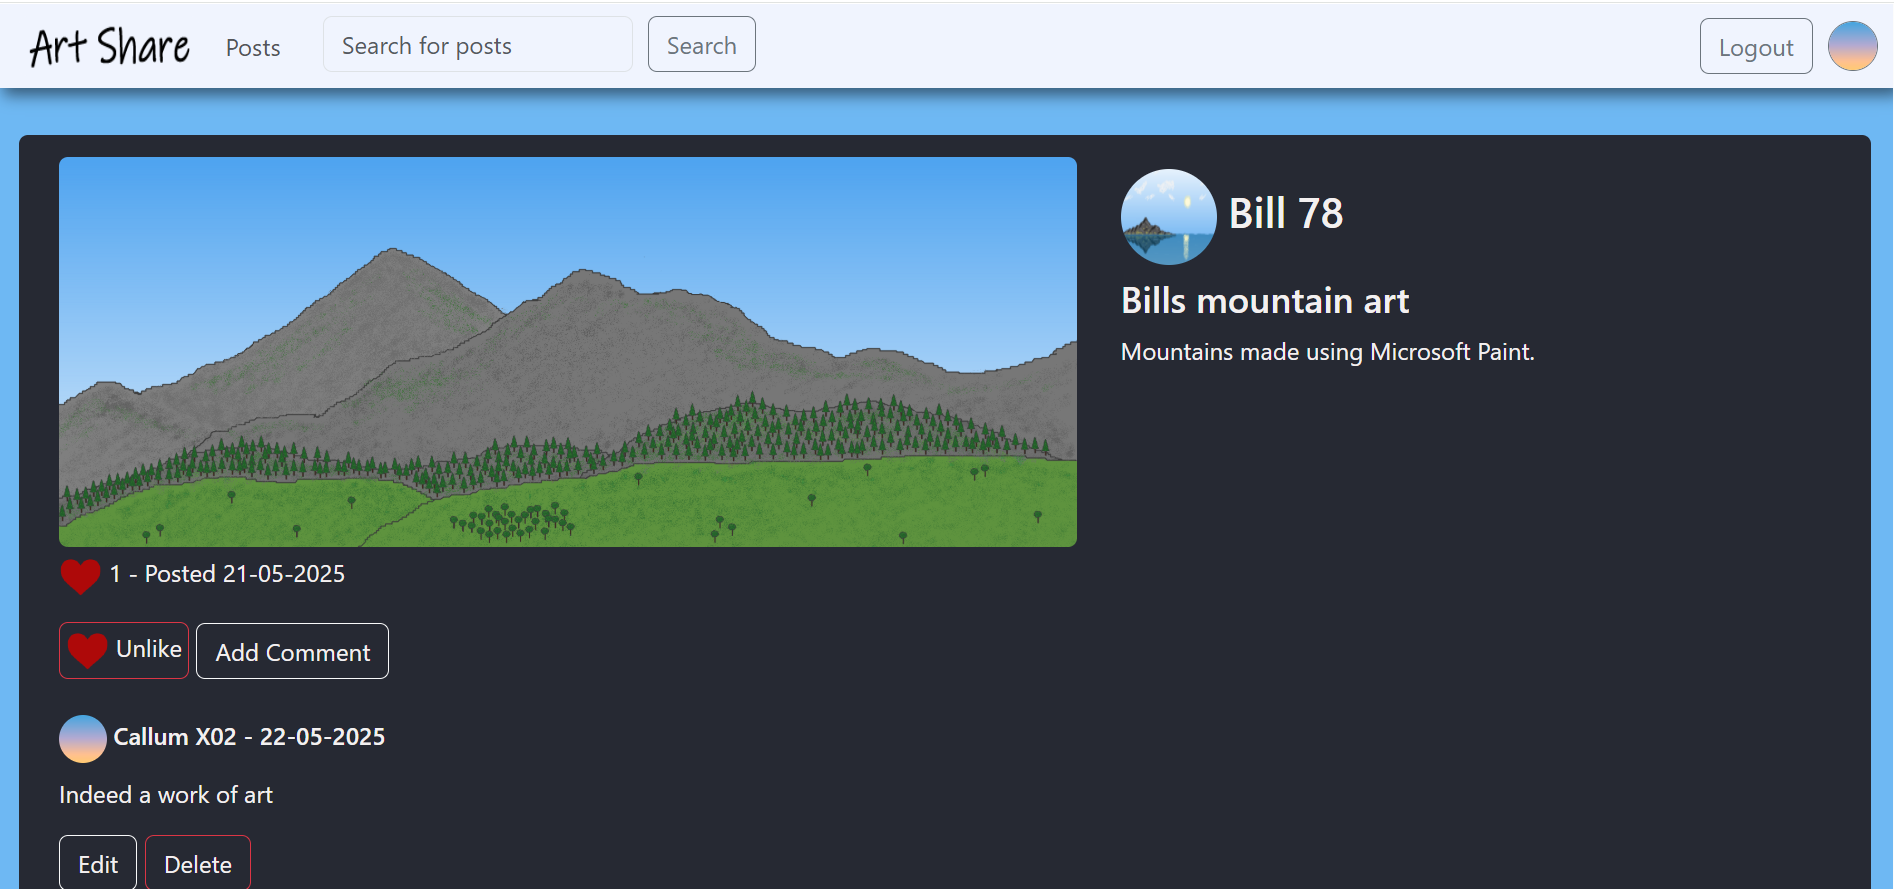 Art Share Posts Search for posts Search Logout
Bill 78
Bills mountain art
Mountains made using Microsoft Paint.
1 - Posted 21-05-2025
Unlike Add Comment
Callum X02 - 22-05-2025
Indeed a work of art
Edit Delete